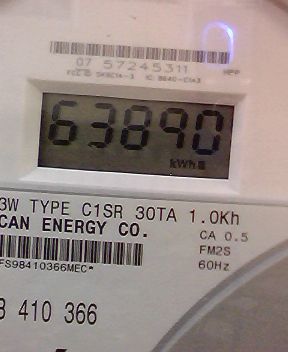 07 57245311
63890
kWh
3W TYPE C1SR 30TA 1.0Kh
CAN ENERGY CO.
CA 0.5
FM2S
FS98410366MEC*
60Hz
410 366